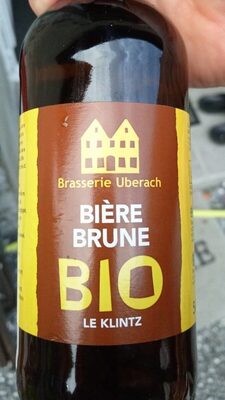 Brasserie Uberach
BIÈRE
BRUNE
BIO
LE KLINTZ